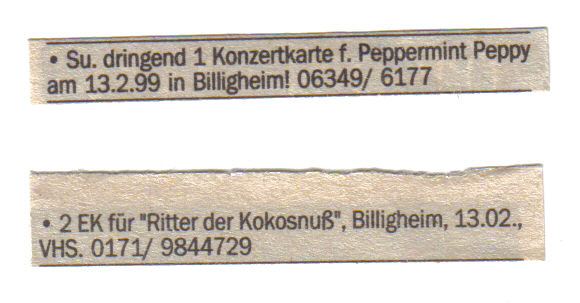 • Su. dringend 1 Konzertkarte f. Peppermint Peppy
am 13.2.99 in Billigheim! 06349/ 6177
• 2 EK für "Ritter der Kokosnuß", Billigheim, 13.02.,
VHS. 0171/ 9844729